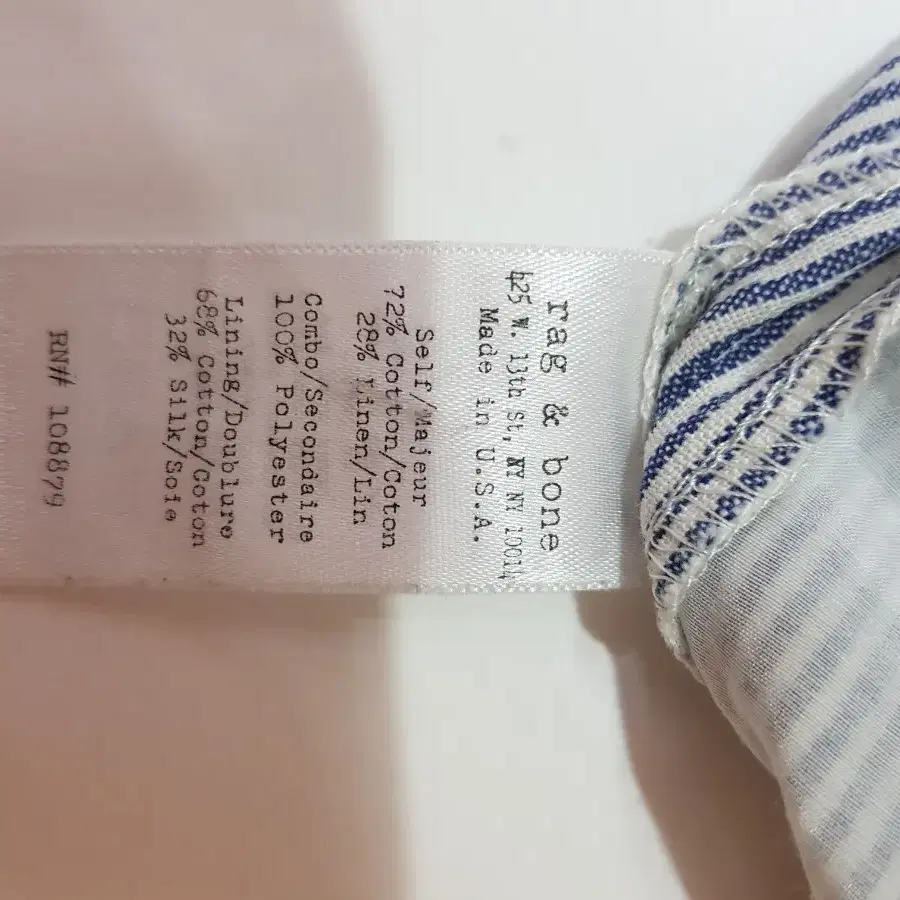 rag & bone
425 W. 13th St, NY NY 10014
Made in U.S.A.
Self/Majeur
72% Cotton/Coton
28% Linen/Lin
Combo/Secondaire
100% Polyester
Lining/Doublure
68% Cotton/Coton
32% Silk/Soie
RN# 108879